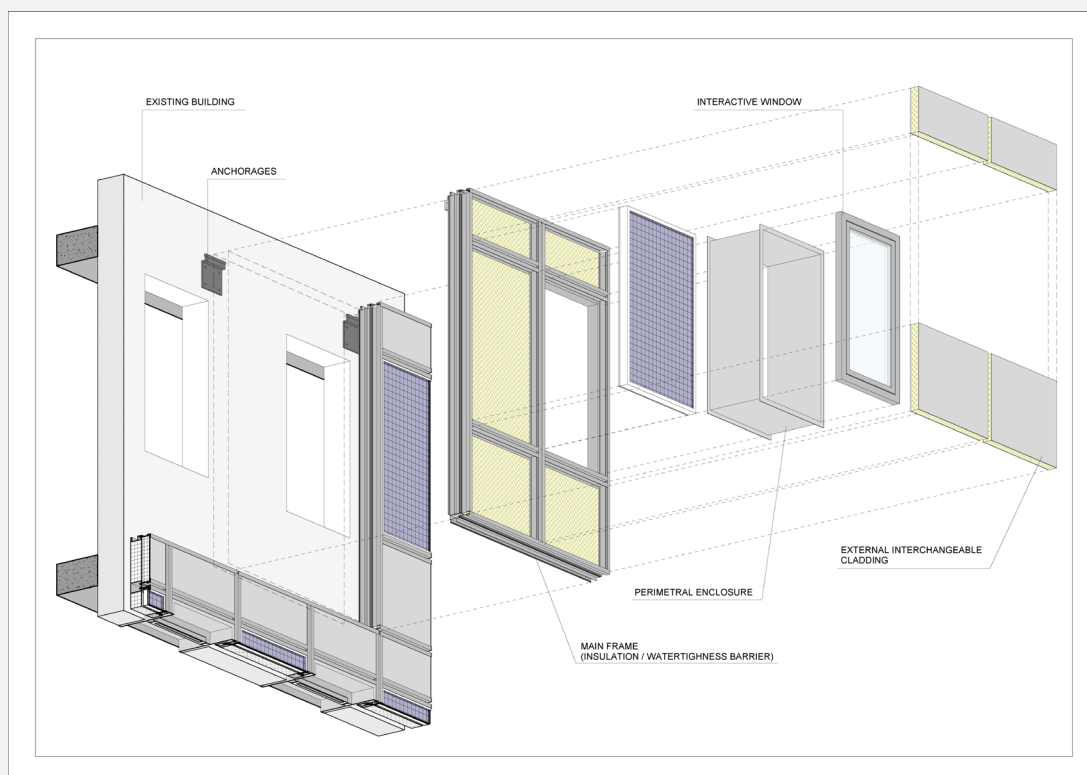 EXISTING BUILDING
INTERACTIVE WINDOW
ANCHORAGES
EXTERNAL INTERCHANGEABLE
CLADDING
PERIMETRAL ENCLOSURE
MAIN FRAME
(INSULATION / WATERTIGHNESS BARRIER)